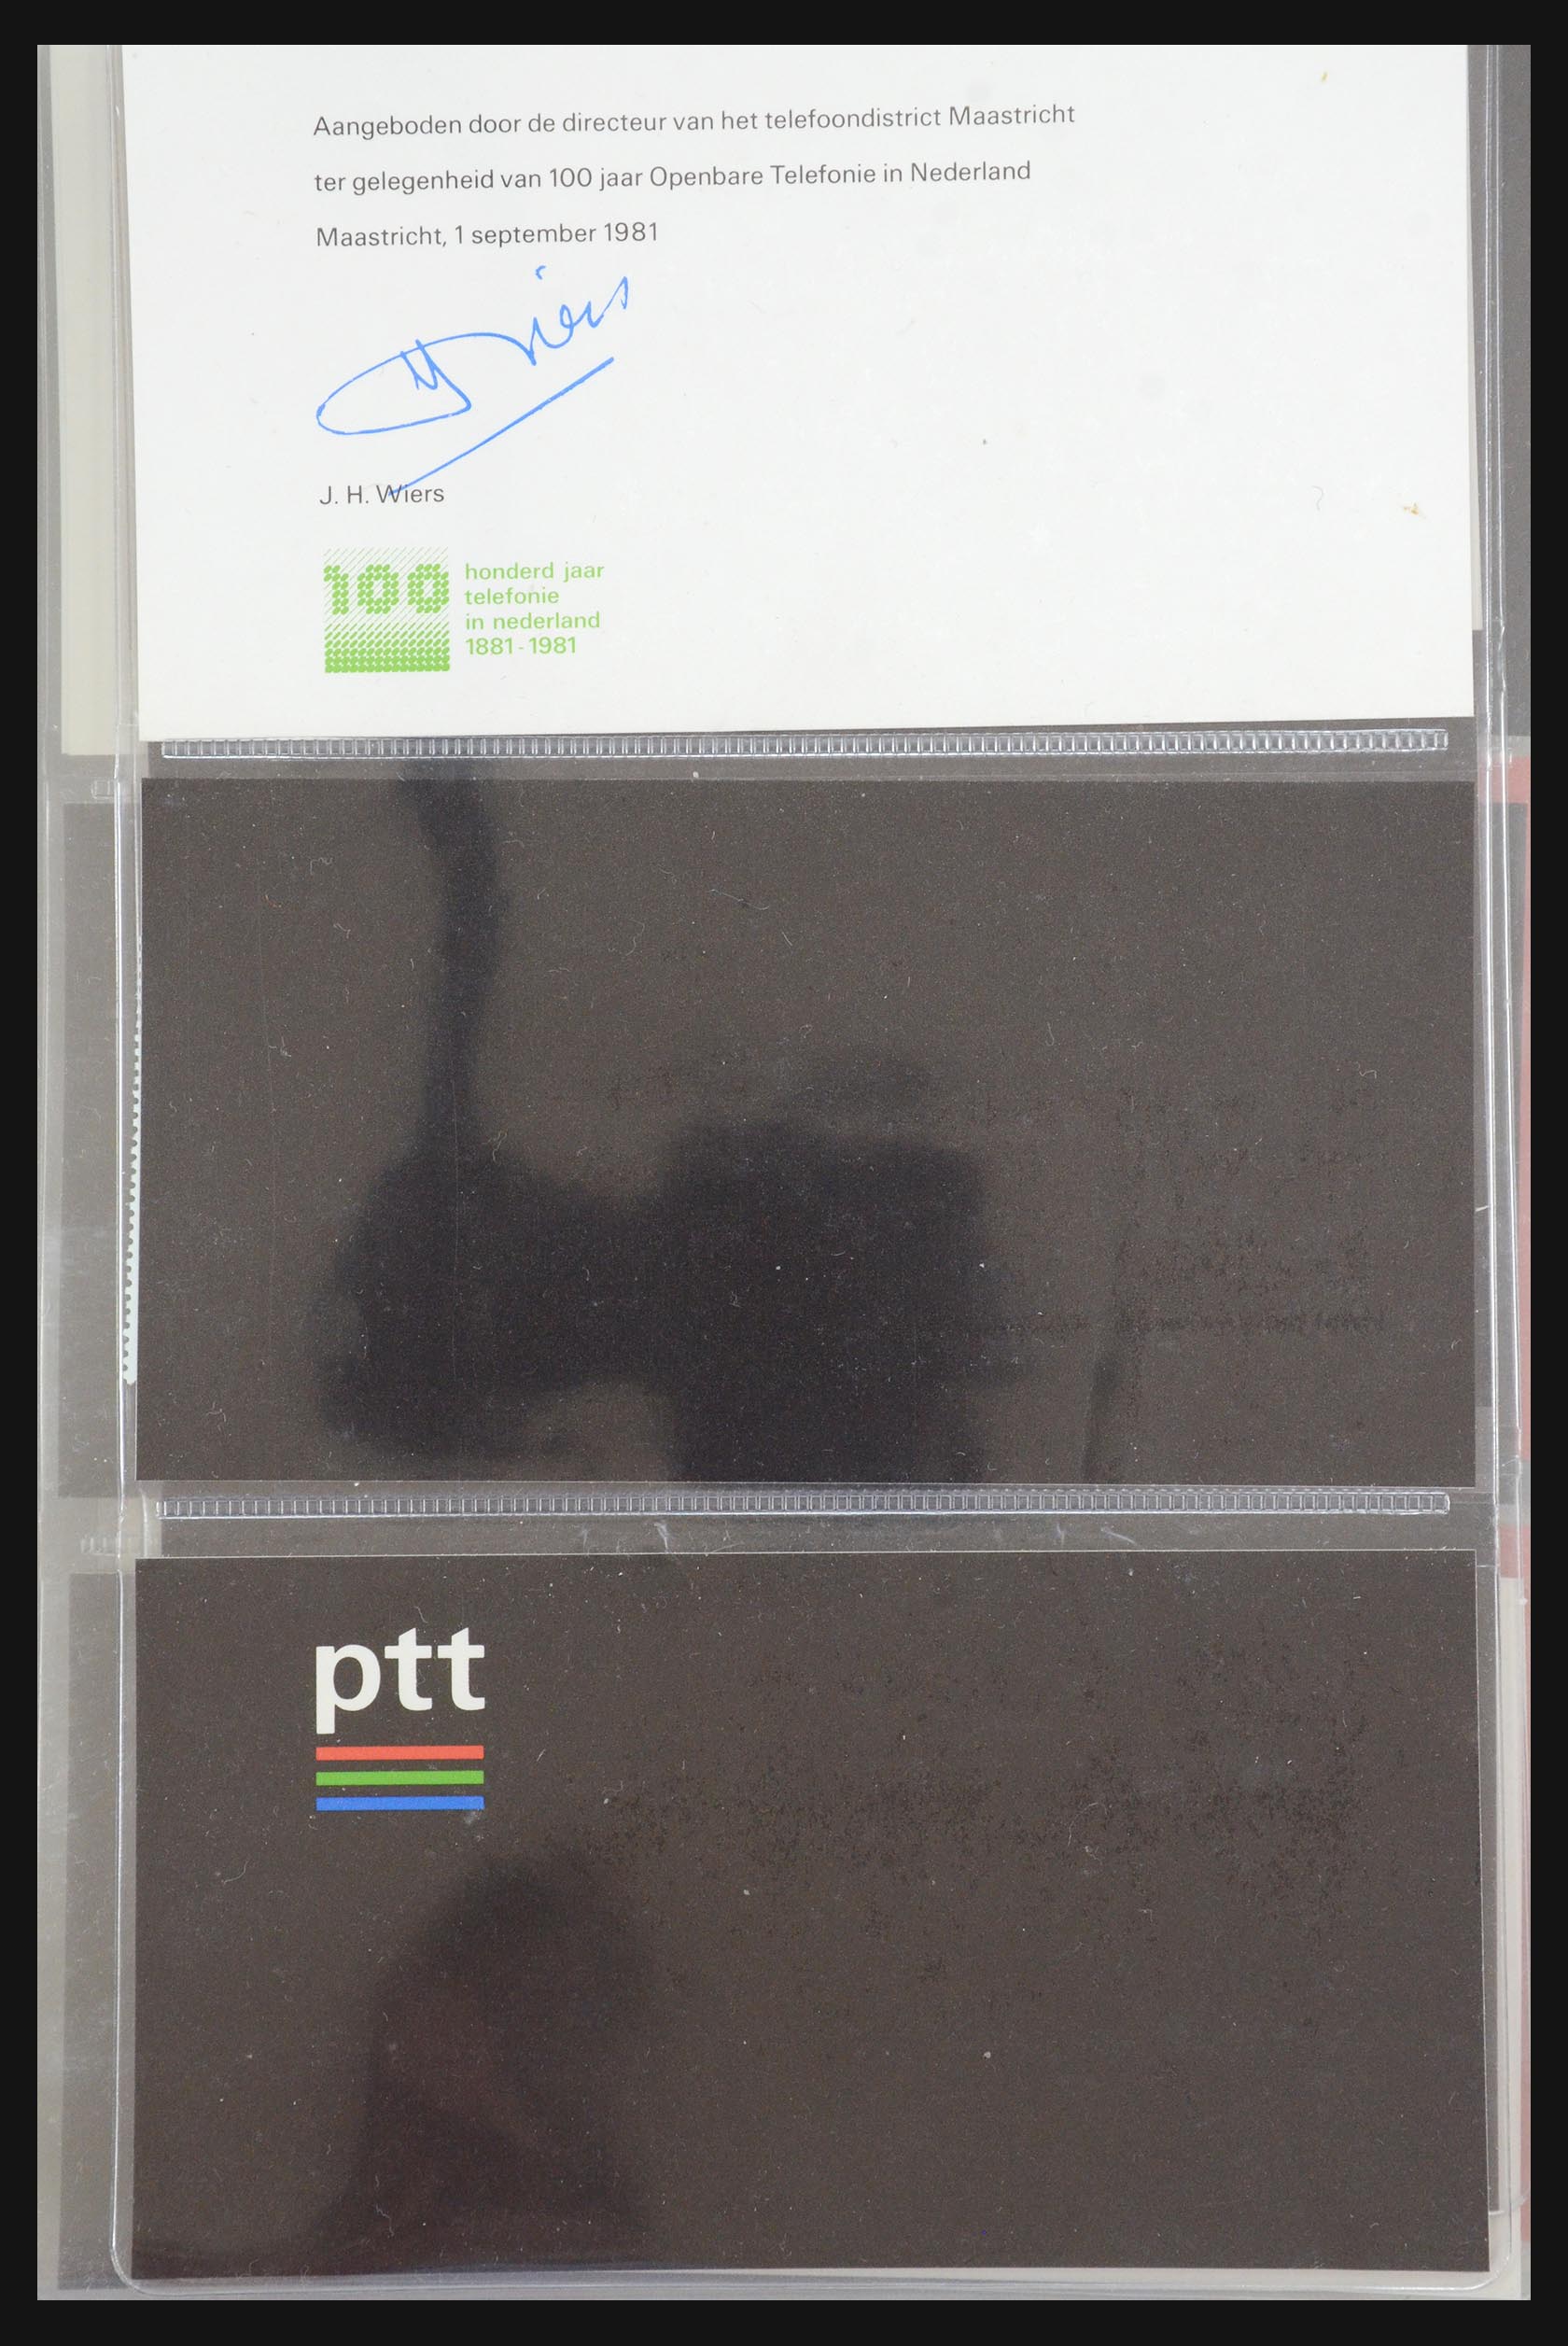 Aangeboden door de directeur van het telefoondistrict Maastricht
ter gelegenheid van 100 jaar Openbare Telefonie in Nederland
Maastricht, 1 september 1981
Wiers
J. H. Wiers
100
honderd jaar
telefonie
in nederland
1881-1981
ptt